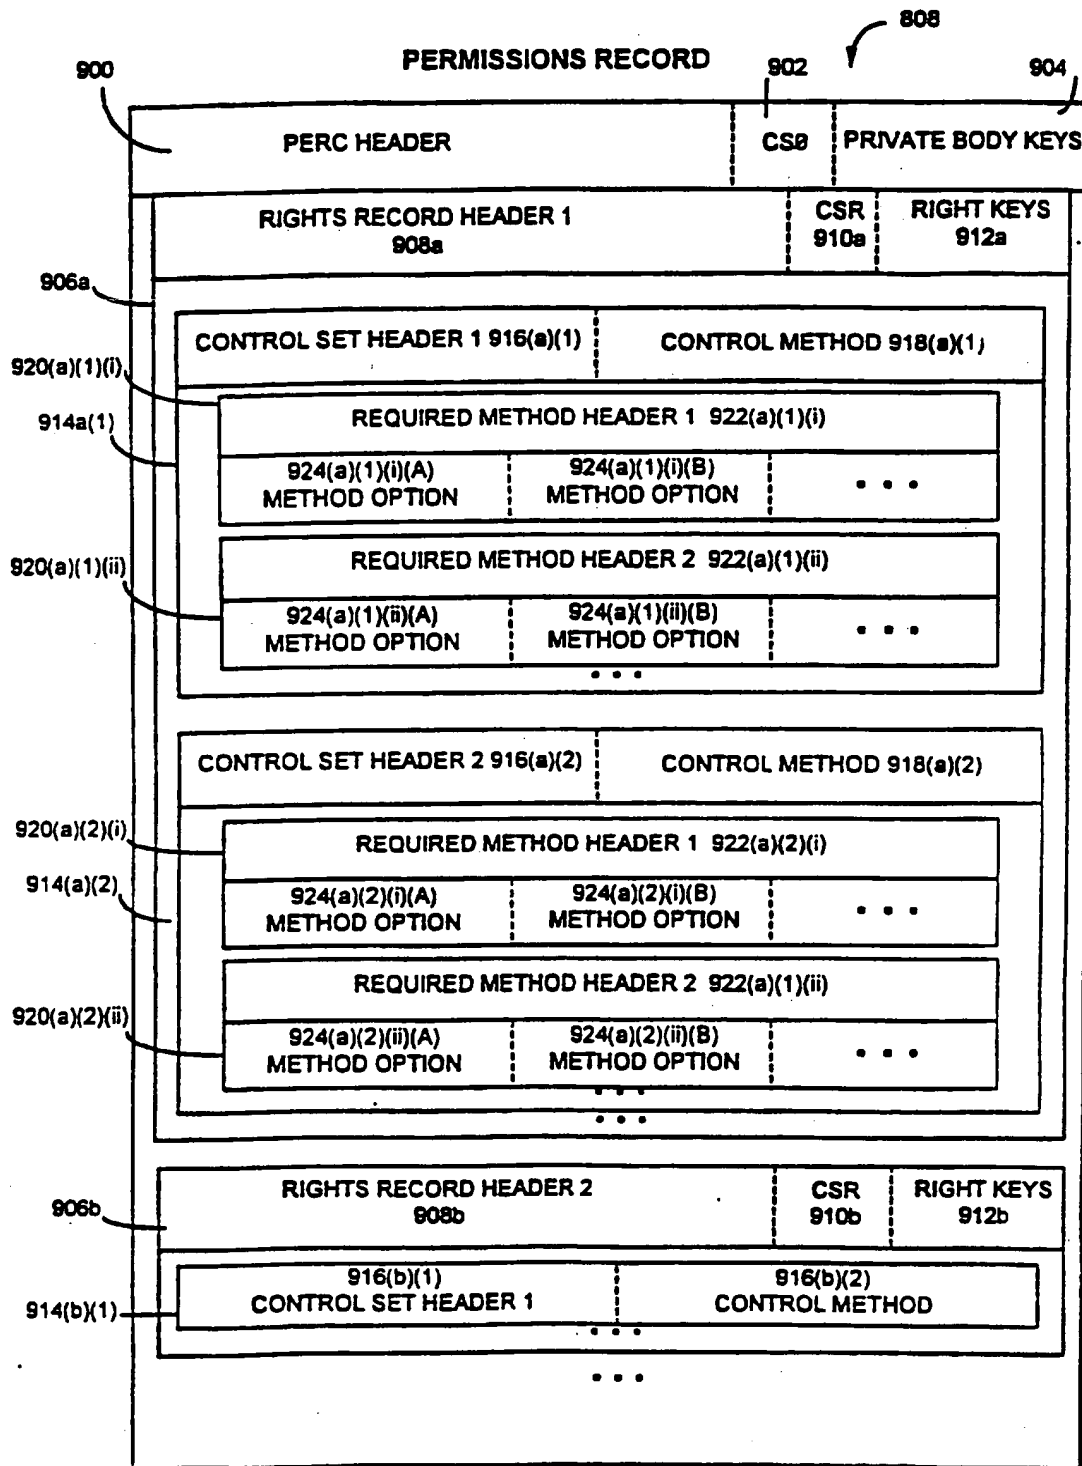 808
PERMISSIONS RECORD
900
902
904
PERC HEADER
CS0
PRIVATE BODY KEYS
RIGHTS RECORD HEADER 1
908a
CSR
910a
RIGHT KEYS
912a
906a
CONTROL SET HEADER 1 916(a)(1)
CONTROL METHOD 918(a)(1)
920(a)(1)(i)
914a(1)
REQUIRED METHOD HEADER 1 922(a)(1)(i)
924(a)(1)(i)(A)
METHOD OPTION
924(a)(1)(i)(B)
METHOD OPTION
• • •
920(a)(1)(ii)
REQUIRED METHOD HEADER 2 922(a)(1)(ii)
924(a)(1)(ii)(A)
METHOD OPTION
924(a)(1)(ii)(B)
METHOD OPTION
• • •
• • •
CONTROL SET HEADER 2 916(a)(2)
CONTROL METHOD 918(a)(2)
920(a)(2)(i)
914(a)(2)
REQUIRED METHOD HEADER 1 922(a)(2)(i)
924(a)(2)(i)(A)
METHOD OPTION
924(a)(2)(i)(B)
METHOD OPTION
• • •
920(a)(2)(ii)
REQUIRED METHOD HEADER 2 922(a)(1)(ii)
924(a)(2)(ii)(A)
METHOD OPTION
924(a)(2)(ii)(B)
METHOD OPTION
• • •
• • •
• • •
906b
RIGHTS RECORD HEADER 2
908b
CSR
910b
RIGHT KEYS
912b
914(b)(1)
916(b)(1)
CONTROL SET HEADER 1
916(b)(2)
CONTROL METHOD
• • •
• • •